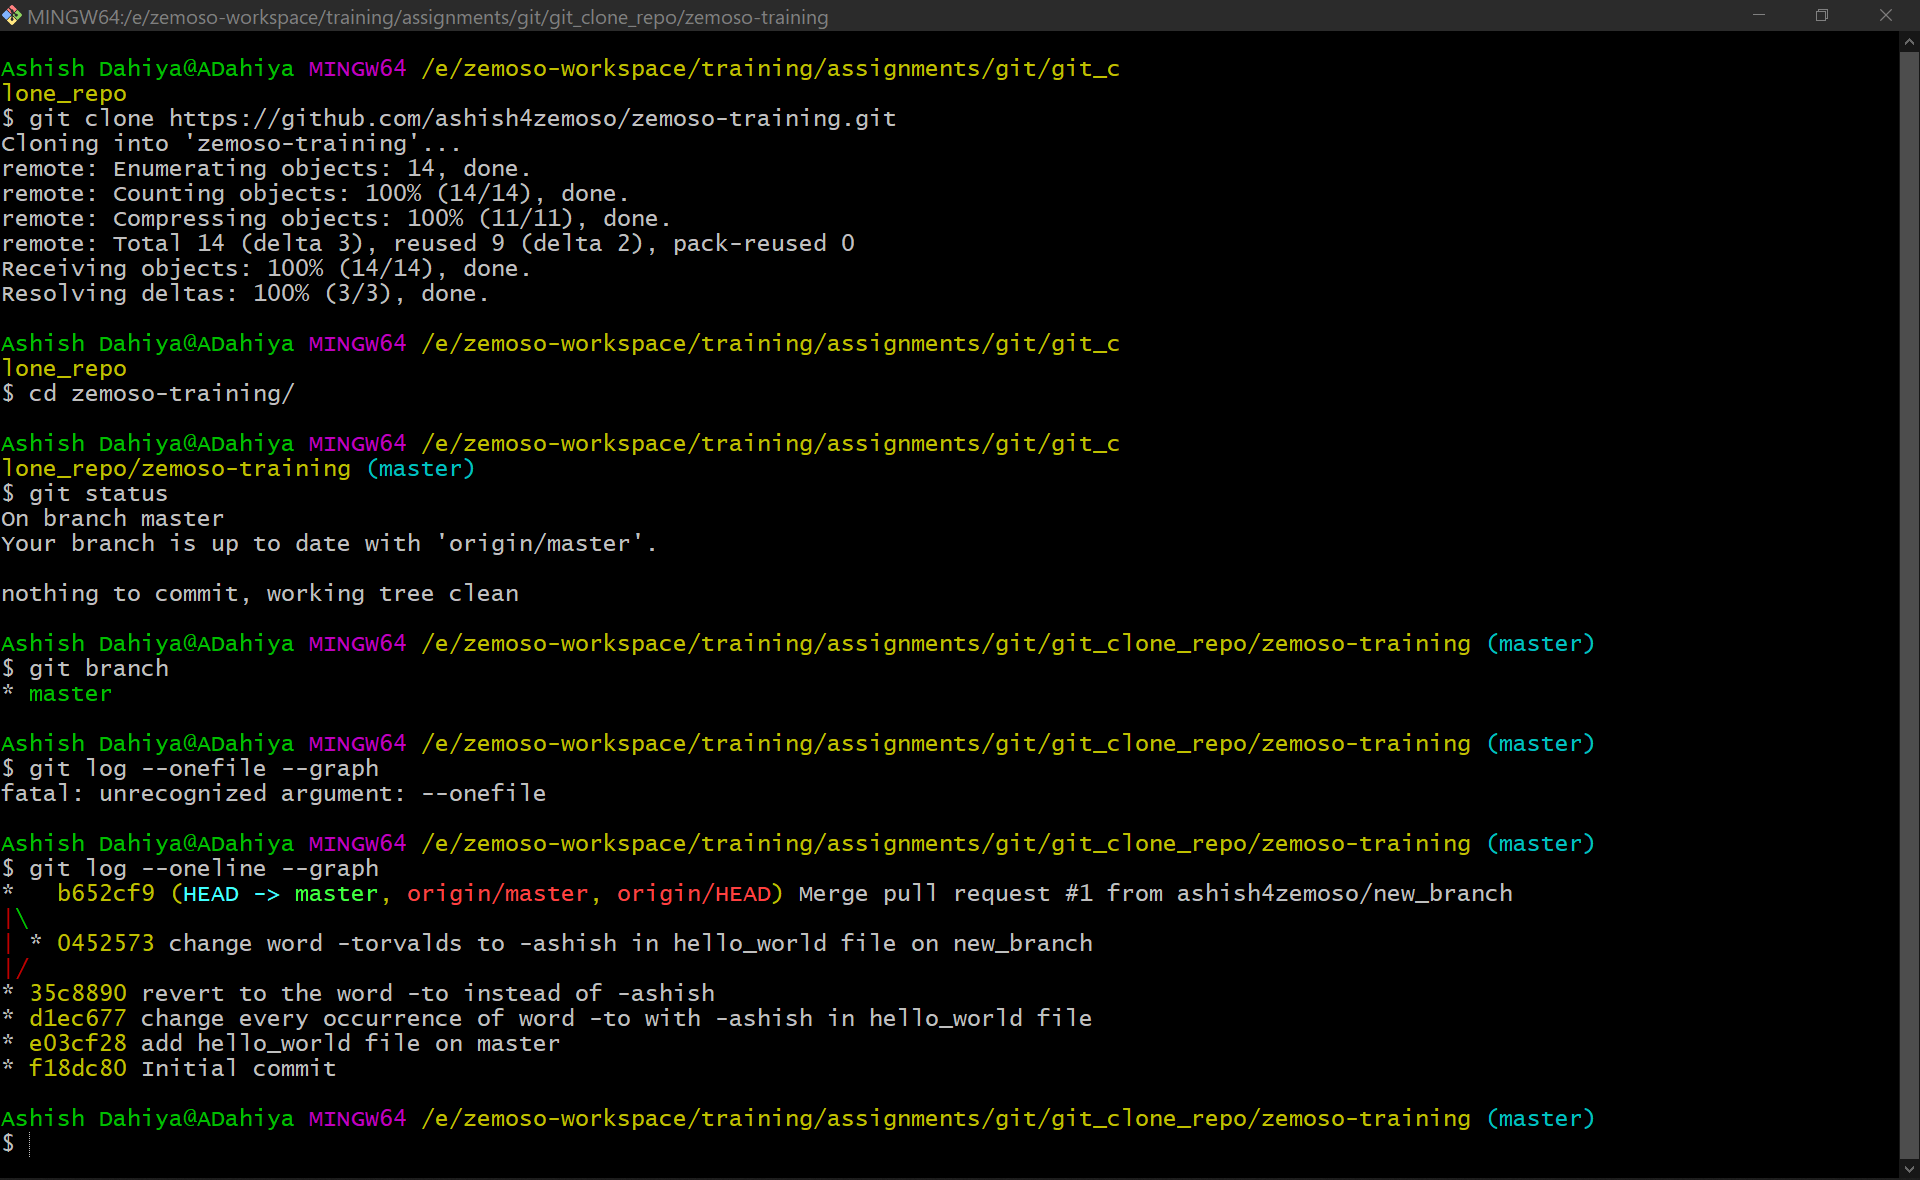 MINGW64:/e/zemoso-workspace/training/assignments/git/git_clone_repo/zemoso-training
Ashish Dahiya@ADahiya MINGW64 /e/zemoso-workspace/training/assignments/git/git_c
lone_repo
$ git clone https://github.com/ashish4zemoso/zemoso-training.git
Cloning into 'zemoso-training'...
remote: Enumerating objects: 14, done.
remote: Counting objects: 100% (14/14), done.
remote: Compressing objects: 100% (11/11), done.
remote: Total 14 (delta 3), reused 9 (delta 2), pack-reused 0
Receiving objects: 100% (14/14), done.
Resolving deltas: 100% (3/3), done.
Ashish Dahiya@ADahiya MINGW64 /e/zemoso-workspace/training/assignments/git/git_c
lone_repo
$ cd zemoso-training/
Ashish Dahiya@ADahiya MINGW64 /e/zemoso-workspace/training/assignments/git/git_c
lone_repo/zemoso-training (master)
$ git status
On branch master
Your branch is up to date with 'origin/master'.
nothing to commit, working tree clean
Ashish Dahiya@ADahiya MINGW64 /e/zemoso-workspace/training/assignments/git/git_clone_repo/zemoso-training (master)
$ git branch
* master
Ashish Dahiya@ADahiya MINGW64 /e/zemoso-workspace/training/assignments/git/git_clone_repo/zemoso-training (master)
$ git log --onefile --graph
fatal: unrecognized argument: --onefile
Ashish Dahiya@ADahiya MINGW64 /e/zemoso-workspace/training/assignments/git/git_clone_repo/zemoso-training (master)
$ git log --oneline --graph
*   b652cf9 (HEAD -> master, origin/master, origin/HEAD) Merge pull request #1 from ashish4zemoso/new_branch
|\
| * 0452573 change word -torvalds to -ashish in hello_world file on new_branch
|/
* 35c8890 revert to the word -to instead of -ashish
* d1ec677 change every occurrence of word -to with -ashish in hello_world file
* e03cf28 add hello_world file on master
* f18dc80 Initial commit
Ashish Dahiya@ADahiya MINGW64 /e/zemoso-workspace/training/assignments/git/git_clone_repo/zemoso-training (master)
$